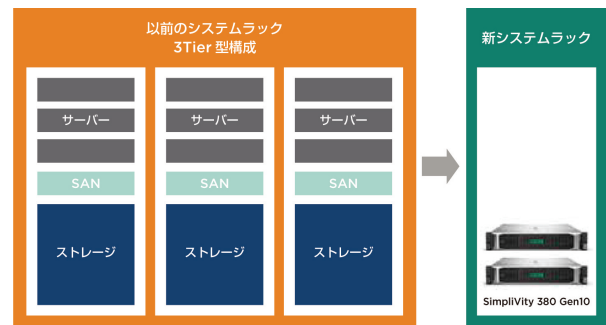 以前のシステムラック
3Tier 型構成
サーバー
SAN
ストレージ
サーバー
SAN
ストレージ
サーバー
SAN
ストレージ
新システムラック
SimpliVity 380 Gen10